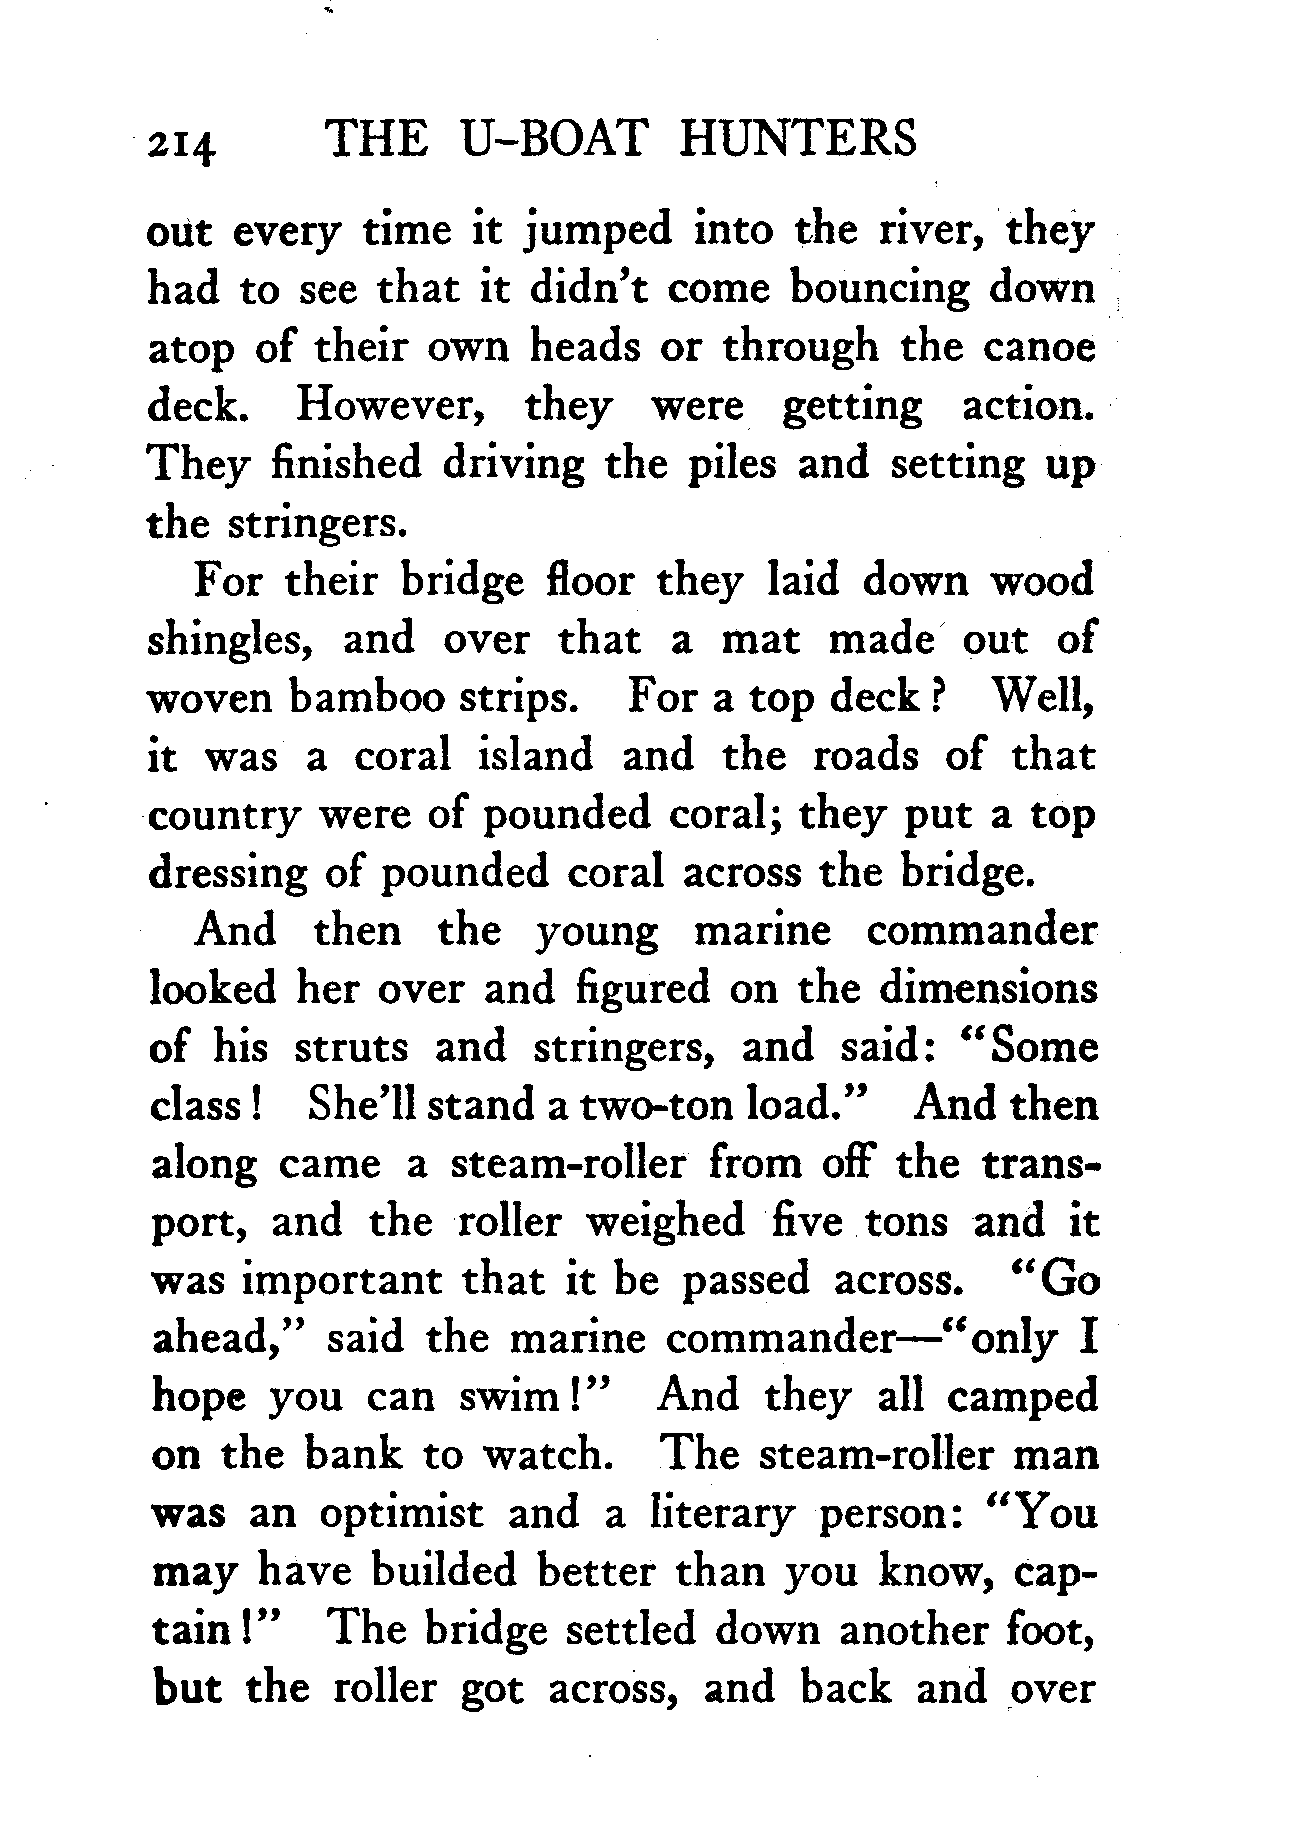 214 THE U-BOAT HUNTERS
out every time it jumped into the river, they
had to see that it didn't come bouncing down
atop of their own heads or through the canoe
deck. However, they were getting action.
They finished driving the piles and setting up
the stringers.
For their bridge floor they laid down wood
shingles, and over that a mat made out of
woven bamboo strips. For a top deck? Well,
it was a coral island and the roads of that
country were of pounded coral; they put a top
dressing of pounded coral across the bridge.
And then the young marine commander
looked her over and figured on the dimensions
of his struts and stringers, and said: "Some
class! She'll stand a two-ton load." And then
along came a steam-roller from off the trans-
port, and the roller weighed five tons and it
was important that it be passed across. "Go
ahead," said the marine commander—"only I
hope you can swim!" And they all camped
on the bank to watch. The steam-roller man
was an optimist and a literary person: "You
may have builded better than you know, cap-
tain!" The bridge settled down another foot,
but the roller got across, and back and over